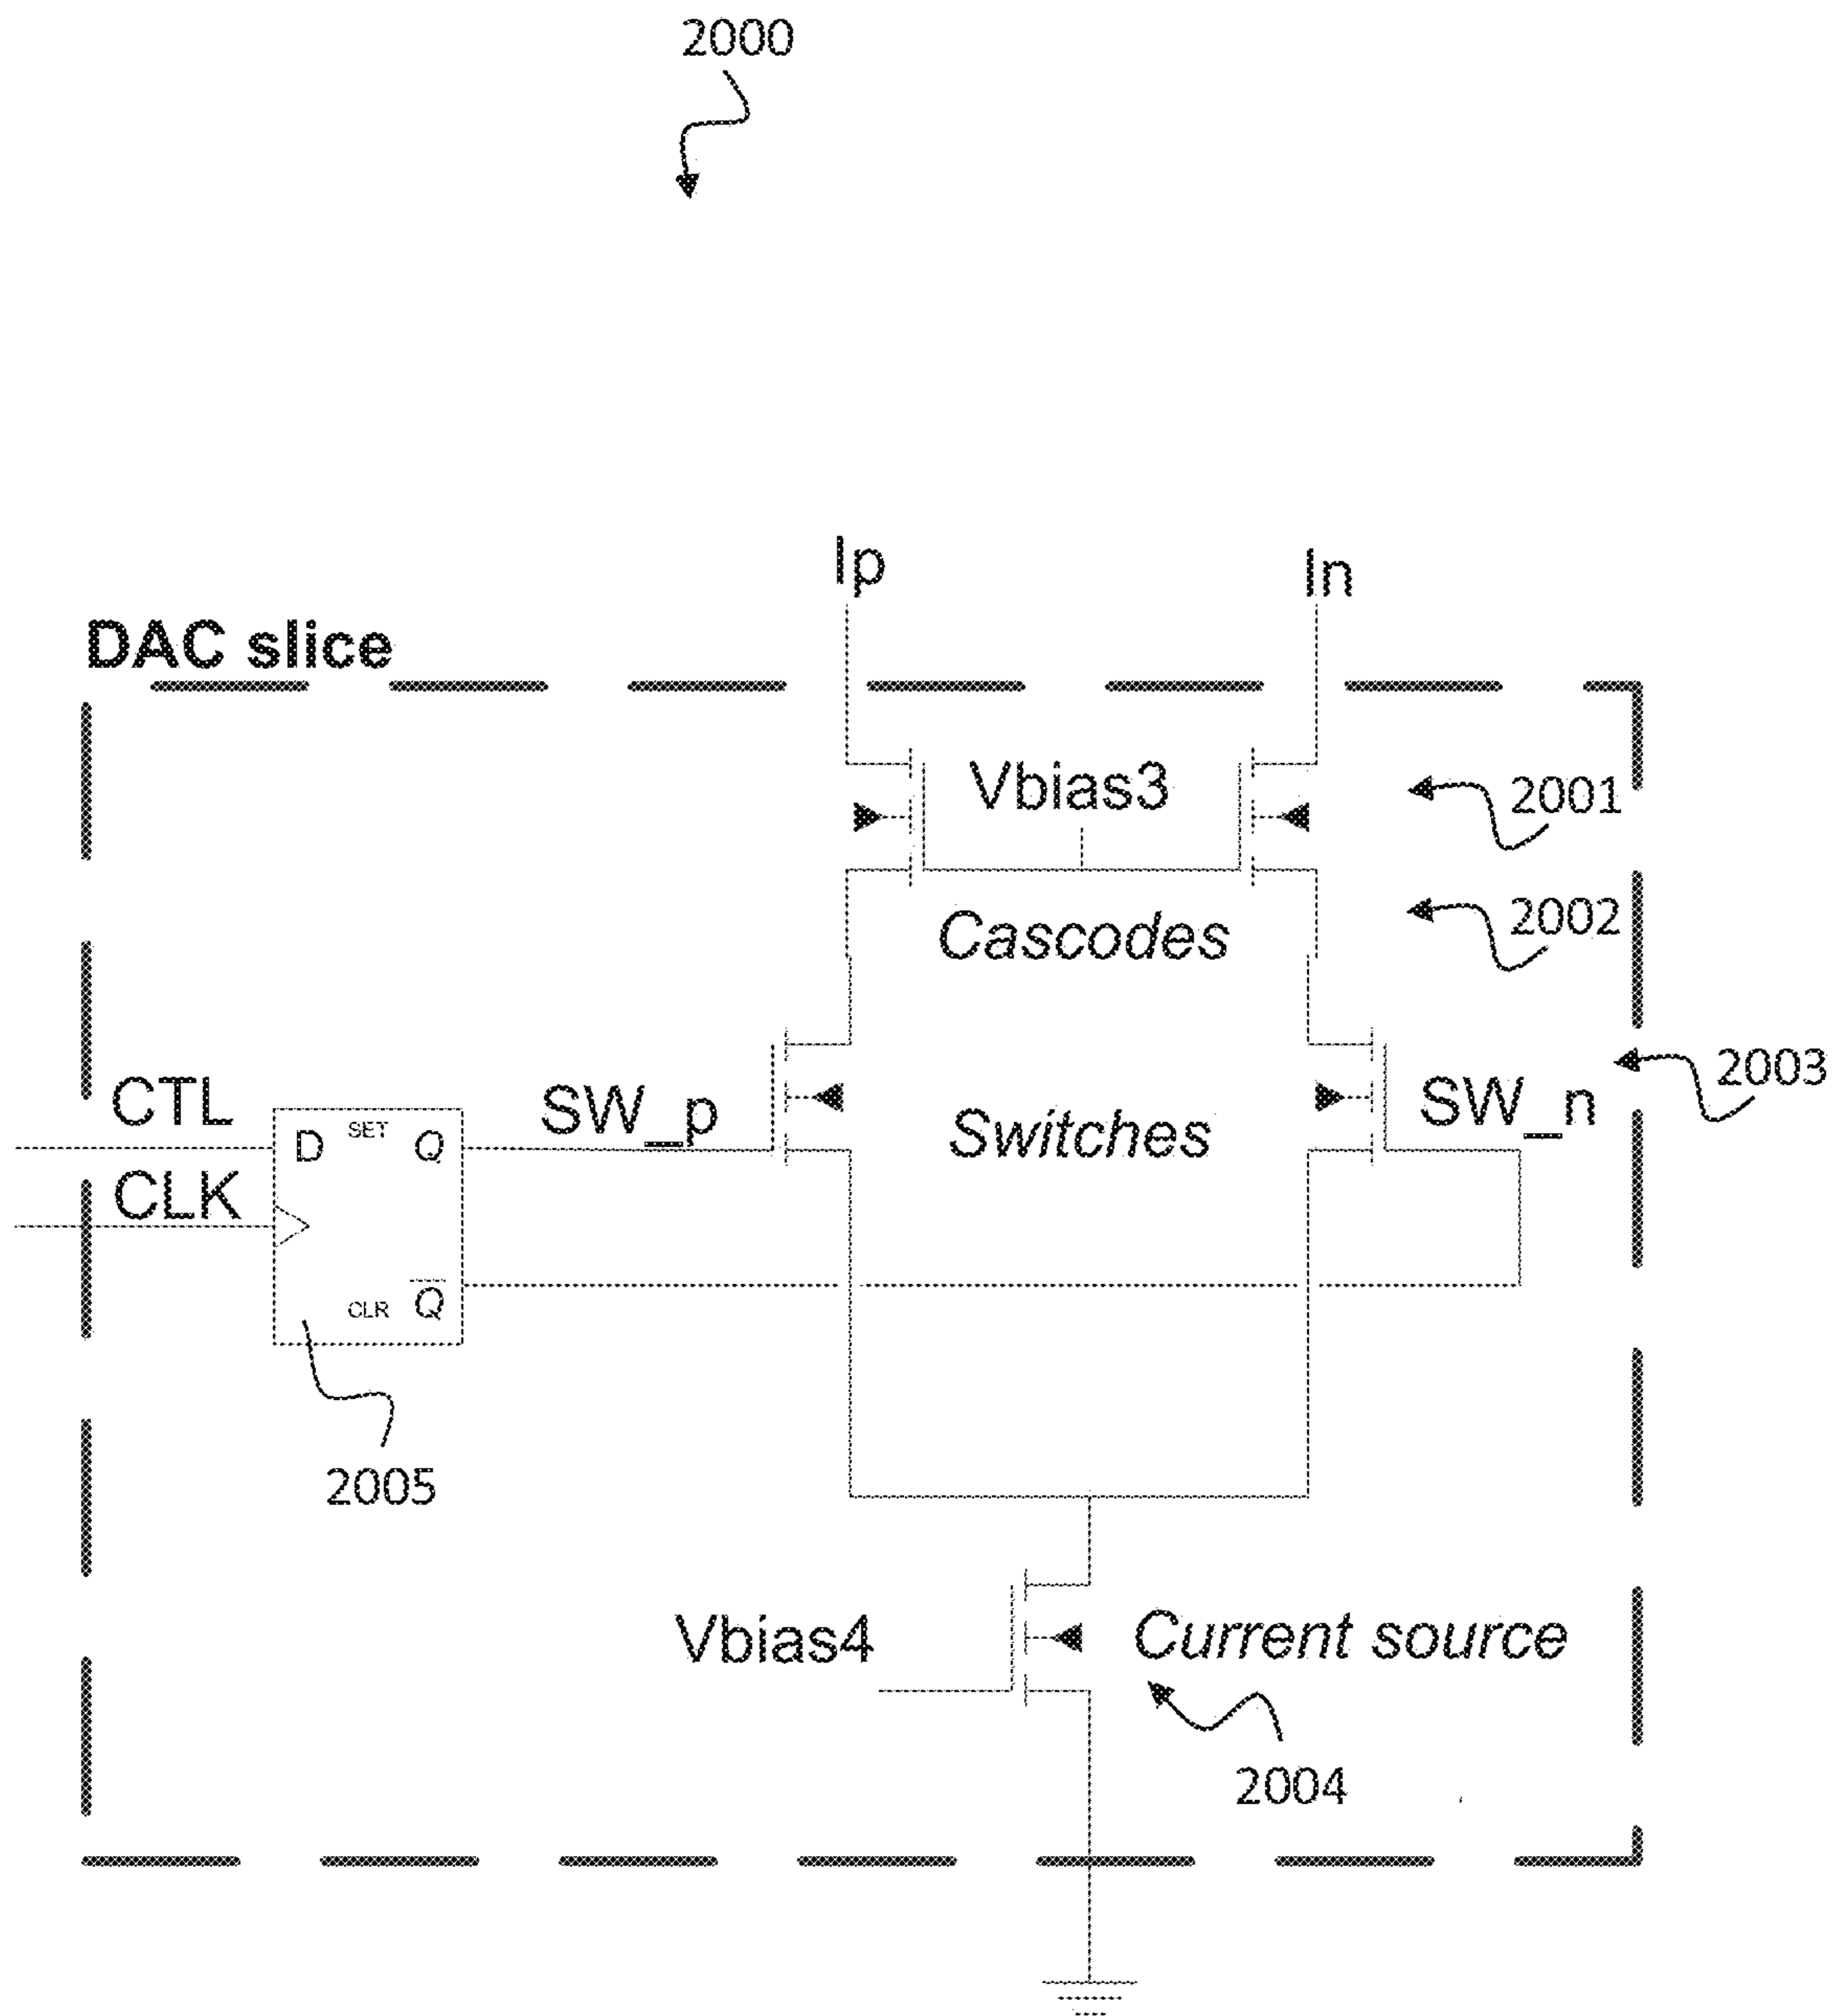 2000
Ip
In
DAC slice
Vbias3
2001
2002
Cascodes
CTL
D
SET
Q
SW_p
Switches
SW_n
2003
CLK
CLR
Q̅
2005
Vbias4
Current source
2004